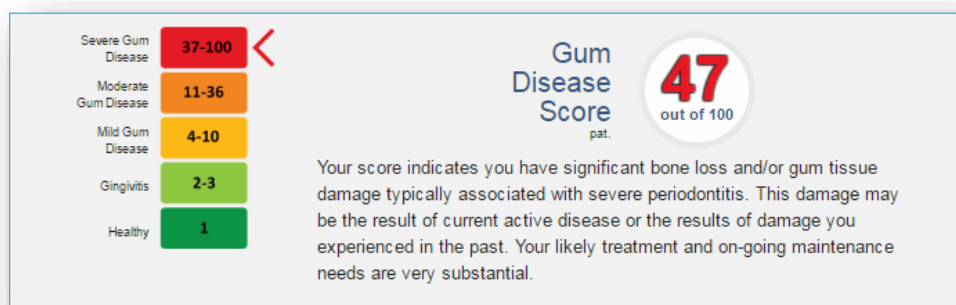 Severe Gum
Disease
37-100
Moderate
Gum Disease
11-36
Mild Gum
Disease
4-10
Gingivitis
2-3
Healthy
1
Gum
Disease
Score
pat.
47
out of 100
Your score indicates you have significant bone loss and/or gum tissue
damage typically associated with severe periodontitis. This damage may
be the result of current active disease or the results of damage you
experienced in the past. Your likely treatment and on-going maintenance
needs are very substantial.